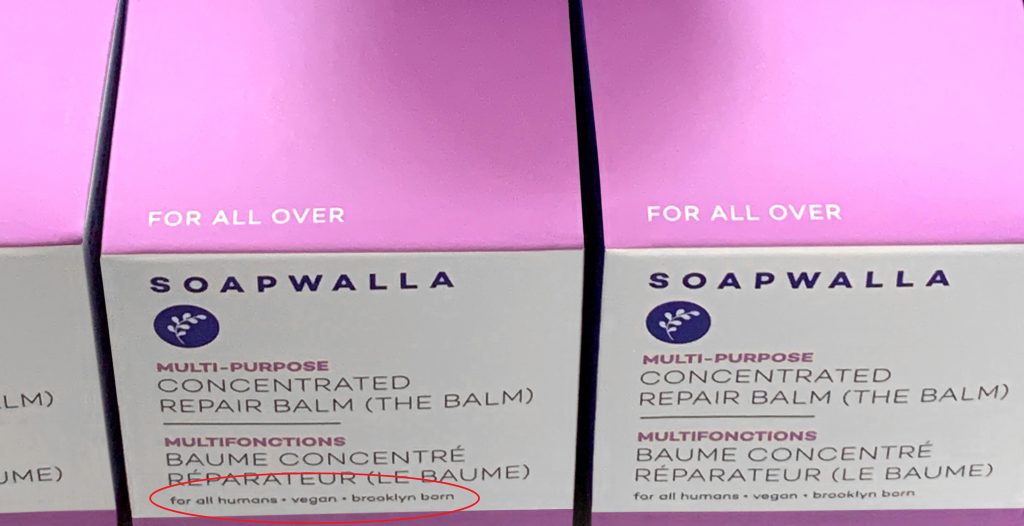 FOR ALL OVER
SOAPWALLA
MULTI-PURPOSE
CONCENTRATED
REPAIR BALM (THE BALM)
MULTIFONCTIONS
BAUME CONCENTRÉ
RÉPARATEUR (LE BAUME)
for all humans • vegan • brooklyn born
FOR ALL OVER
SOAPWALLA
MULTI-PURPOSE
CONCENTRATED
REPAIR BALM (THE BALM)
MULTIFONCTIONS
BAUME CONCENTRÉ
RÉPARATEUR (LE BAUME)
for all humans • vegan • brooklyn born